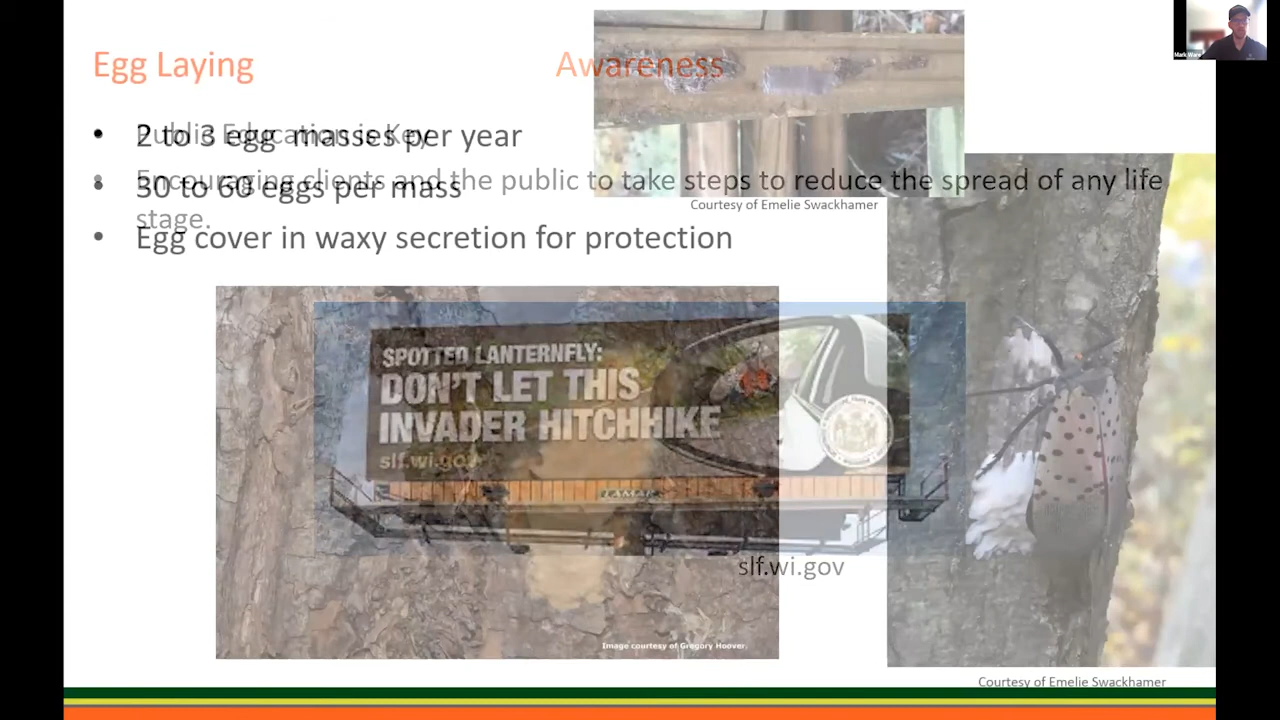 Egg Laying
Awareness
2 to 3 egg masses per year
Public Education is Key
30 to 60 eggs per mass
Encouraging clients and the public to take steps to reduce the spread of any life
stage.
Egg cover in waxy secretion for protection
Courtesy of Emelie Swackhamer
SPOTTED LANTERNFLY:
DON'T LET THIS
INVADER HITCHHIKE
slf.wi.gov
LAMAR
slf.wi.gov
Image courtesy of Gregory Hoover.
Courtesy of Emelie Swackhamer
Mark Ware